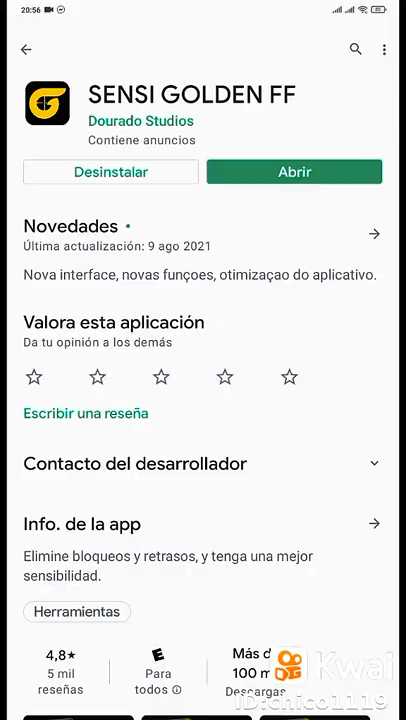 20:56
SENSI GOLDEN FF
Dourado Studios
Contiene anuncios
Desinstalar
Abrir
Novedades
Última actualización: 9 ago 2021
Nova interface, novas funçoes, otimizaçao do aplicativo.
Valora esta aplicación
Da tu opinión a los demás
Escribir una reseña
Contacto del desarrollador
Info. de la app
Elimine bloqueos y retrasos, y tenga una mejor
sensibilidad.
Herramientas
4,8★
5 mil
reseñas
E
Para
todos
Más d
100 m
Descargas
Kwai
ID:chico1119